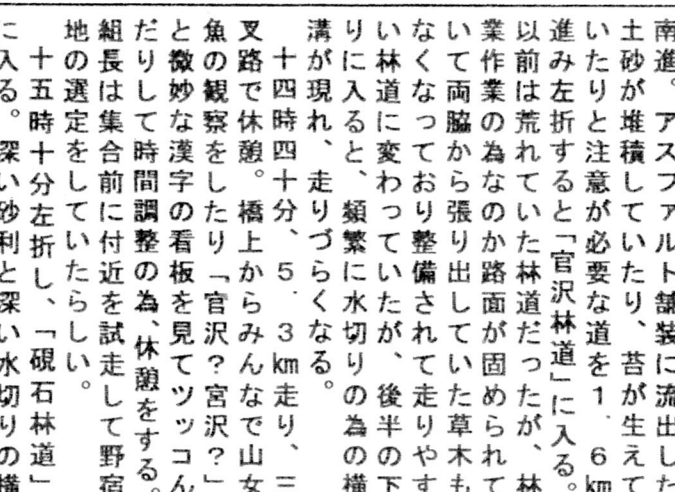 南進。アスファルト舗装に流出した
土砂が堆積していたり、苔が生えて
いたりと注意が必要な道を１．６㎞
進み左折すると「官沢林道」に入る。
以前は荒れていた林道だったが、林
業作業の為なのか路面が固められて
いて両脇から張り出していた草木も
なくなっており整備されて走りやす
い林道に変わっていたが、後半の下
りに入ると、頻繁に水切りの為の横
溝が現れ、走りづらくなる。
十四時四十分、５．３㎞走り、三
叉路で休憩。橋上からみんなで山女
魚の観察をしたり「官沢？宮沢？」
と微妙な漢字の看板を見てツッコん
だりして時間調整の為、休憩をする。
組長は集合前に付近を試走して野宿
地の選定をしていたらしい。
十五時十分左折し、「硯石林道」
に入る。深い砂利と深い水切りの横